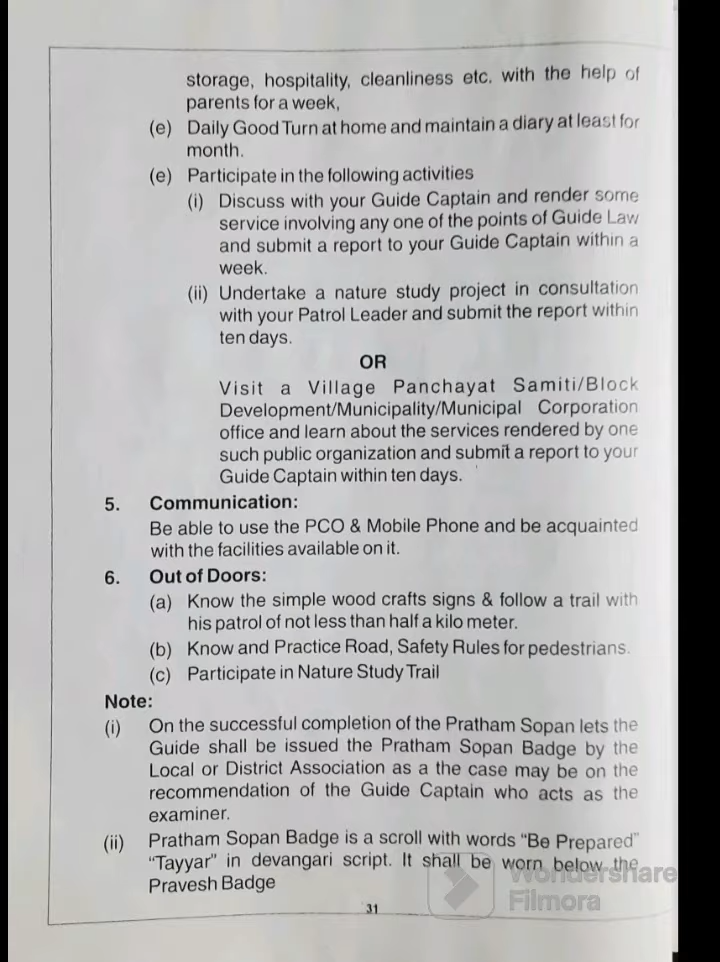 storage, hospitality, cleanliness etc. with the help of
parents for a week,
(e) Daily Good Turn at home and maintain a diary at least for
month.
(e) Participate in the following activities
(i) Discuss with your Guide Captain and render some
service involving any one of the points of Guide Law
and submit a report to your Guide Captain within a
week.
(ii) Undertake a nature study project in consultation
with your Patrol Leader and submit the report within
ten days.
OR
Visit a Village Panchayat Samiti/Block
Development/Municipality/Municipal Corporation
office and learn about the services rendered by one
such public organization and submit a report to your
Guide Captain within ten days.
5. Communication:
Be able to use the PCO & Mobile Phone and be acquainted
with the facilities available on it.
6. Out of Doors:
(a) Know the simple wood crafts signs & follow a trail with
his patrol of not less than half a kilo meter.
(b) Know and Practice Road, Safety Rules for pedestrians.
(c) Participate in Nature Study Trail
Note:
(i) On the successful completion of the Pratham Sopan lets the
Guide shall be issued the Pratham Sopan Badge by the
Local or District Association as a the case may be on the
recommendation of the Guide Captain who acts as the
examiner.
(ii) Pratham Sopan Badge is a scroll with words "Be Prepared"
"Tayyar" in devangari script. It shall be worn below the
Pravesh Badge
31
Wondershare
Filmora